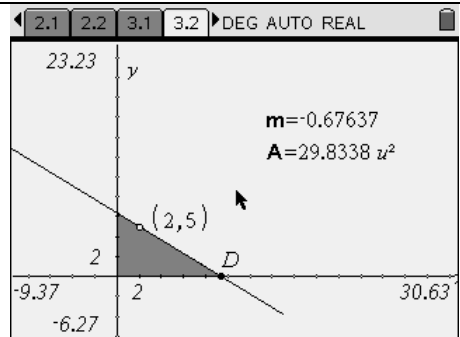 2.1 2.2 3.1 3.2 DEG AUTO REAL
23.23 y
m=-0.67637
A=29.8338 u²
(2,5)
2 D
-9.37 2 30.63
-6.27